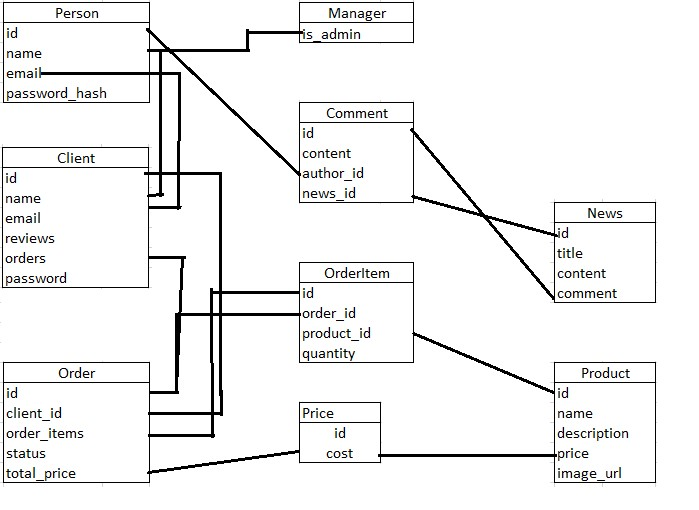 Person
id
name
email
password_hash
Manager
is_admin
Comment
id
content
author_id
news_id
Client
id
name
email
reviews
orders
password
News
id
title
content
comment
OrderItem
id
order_id
product_id
quantity
Order
id
client_id
order_items
status
total_price
Price
id
cost
Product
id
name
description
price
image_url